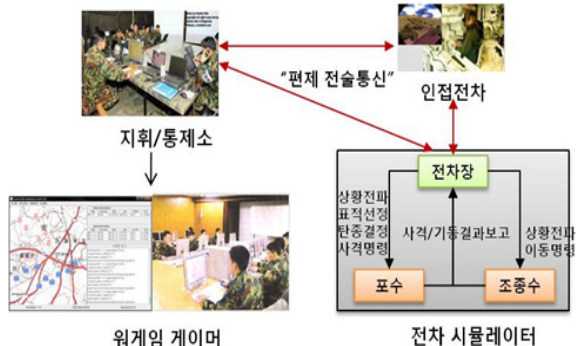 "편제 전술통신"
인접전차
지휘/통제소
전차장
상황전파
표적선정
탄종결정
사격명령
사격/기동결과보고
상황전파
이동명령
포수
조종수
워게임 게이머
전차 시뮬레이터